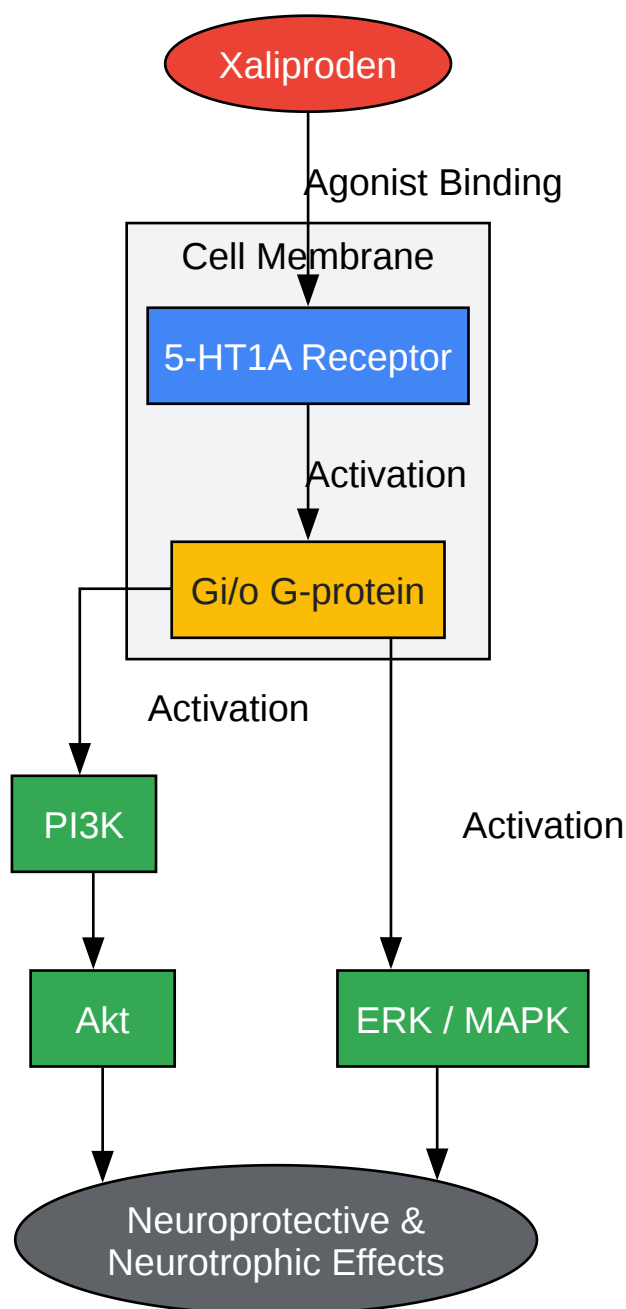 Xaliproden
Agonist Binding
Cell Membrane
5-HT1A Receptor
Activation
Gi/o G-protein
Activation
PI3K
Activation
Akt
ERK / MAPK
Neuroprotective &
Neurotrophic Effects